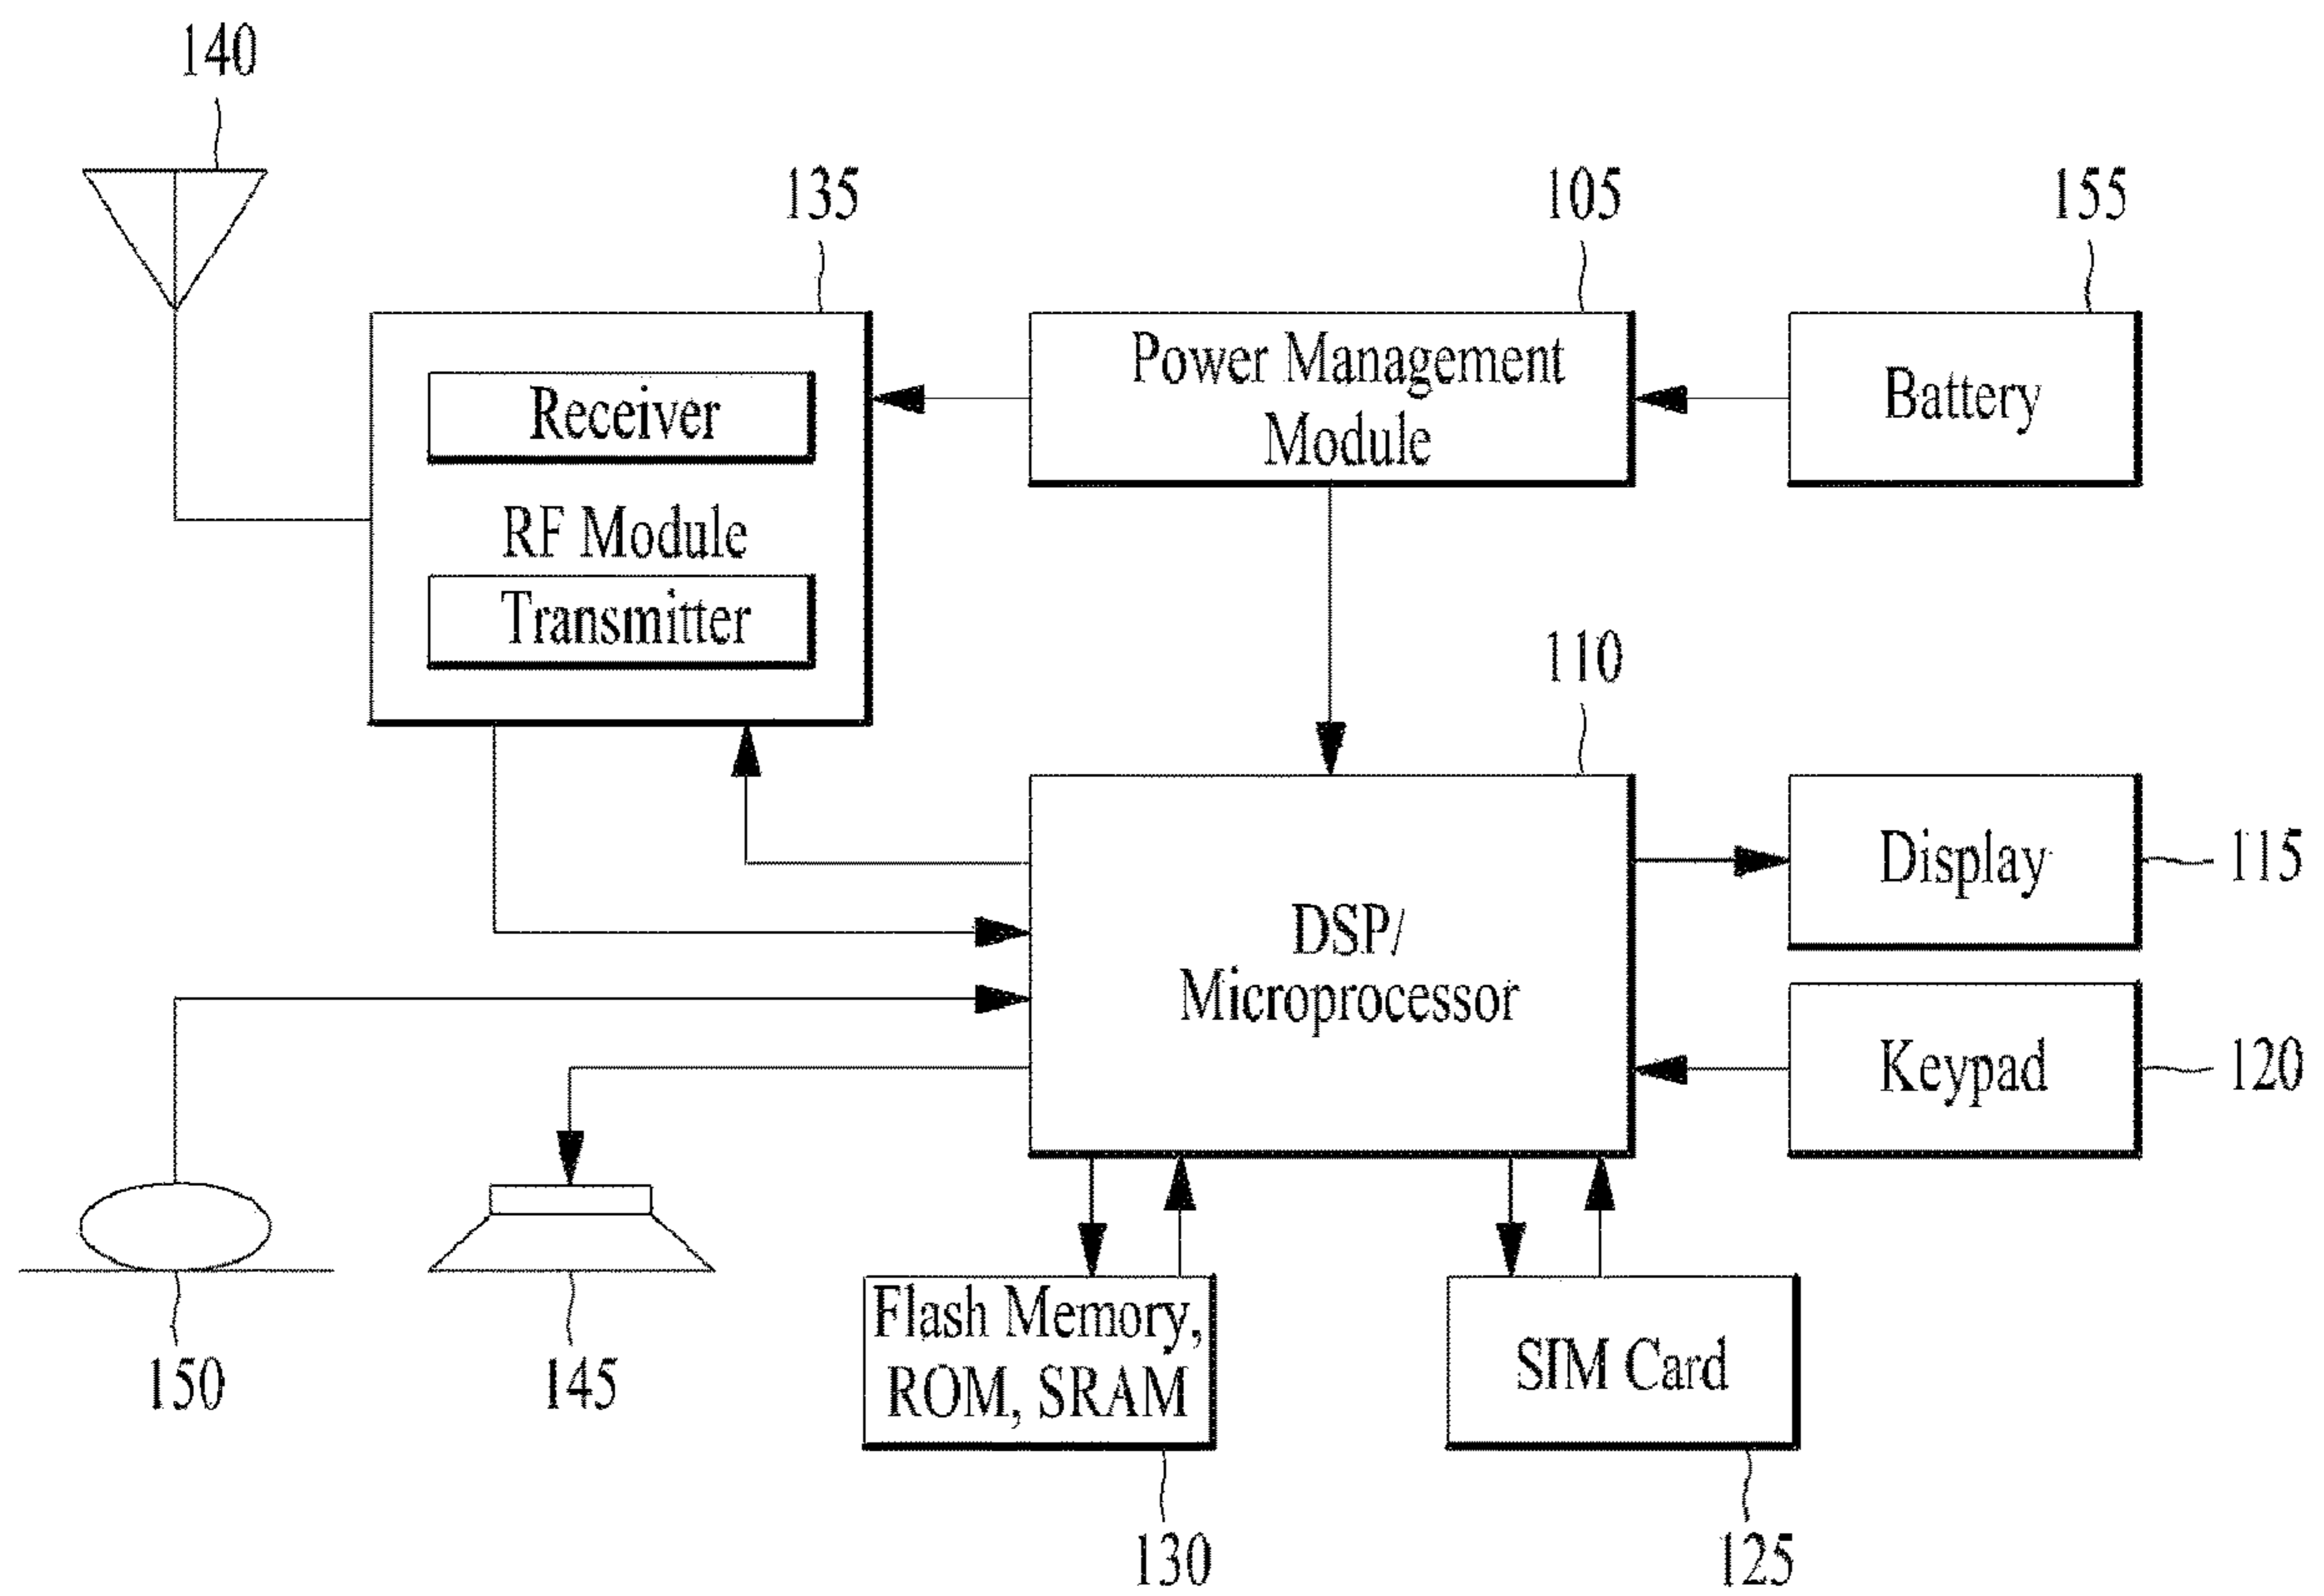 140
135
105
155
Receiver
RF Module
Transmitter
Power Management
Module
Battery
110
DSP/
Microprocessor
Display
115
Keypad
120
150
145
Flash Memory,
ROM, SRAM
SIM Card
130
125